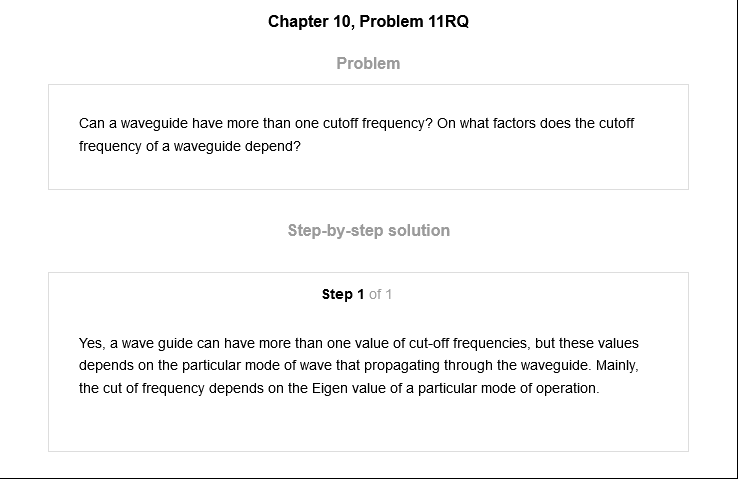 Chapter 10, Problem 11RQ
Problem
Can a waveguide have more than one cutoff frequency? On what factors does the cutoff
frequency of a waveguide depend?
Step-by-step solution
Step 1 of 1
Yes, a wave guide can have more than one value of cut-off frequencies, but these values
depends on the particular mode of wave that propagating through the waveguide. Mainly,
the cut of frequency depends on the Eigen value of a particular mode of operation.